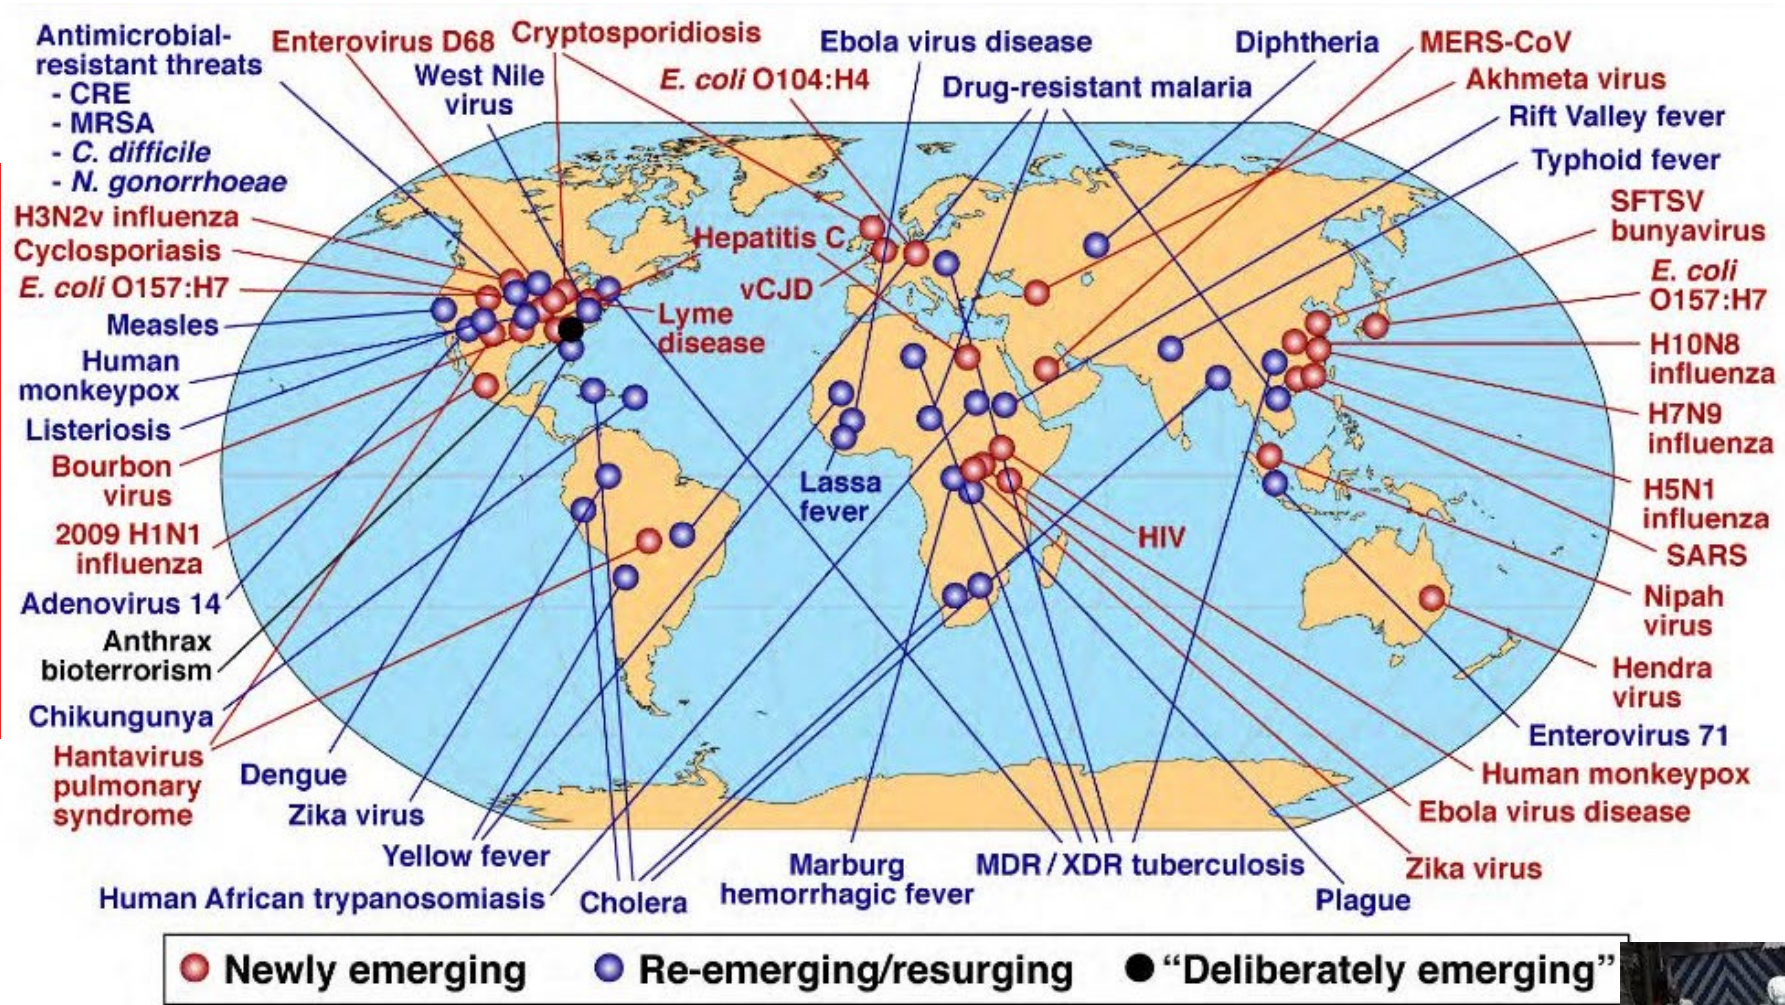 Antimicrobial-
resistant threats
- CRE
- MRSA
- C. difficile
- N. gonorrhoeae
H3N2v influenza
Cyclosporiasis
E. coli O157:H7
Measles
Human
monkeypox
Listeriosis
Bourbon
virus
2009 H1N1
influenza
Adenovirus 14
Anthrax
bioterrorism
Chikungunya
Hantavirus
pulmonary
syndrome
Enterovirus D68
West Nile
virus
Cryptosporidiosis
E. coli O104:H4
Ebola virus disease
Drug-resistant malaria
Diphtheria
MERS-CoV
Akhmeta virus
Rift Valley fever
Typhoid fever
SFTSV
bunyavirus
E. coli
O157:H7
H10N8
influenza
H7N9
influenza
H5N1
influenza
SARS
Nipah
virus
Hendra
virus
Enterovirus 71
Human monkeypox
Ebola virus disease
Zika virus
Plague
Hepatitis C
vCJD
Lyme
disease
Lassa
fever
HIV
Dengue
Zika virus
Yellow fever
Human African trypanosomiasis
Cholera
Marburg
hemorrhagic fever
MDR / XDR tuberculosis
Newly emerging
Re-emerging/resurging
“Deliberately emerging”